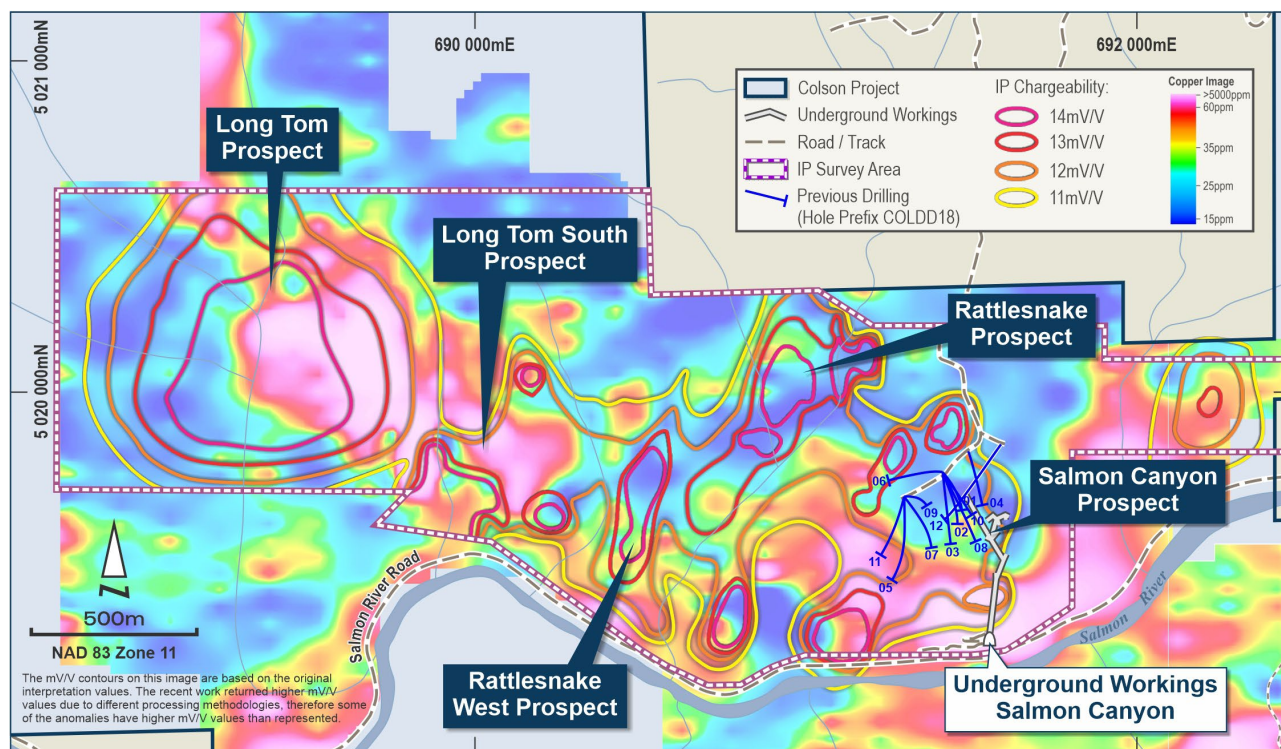 690 000mE
692 000mE
5 021 000mN
5 020 000mN
Long Tom
Prospect
Long Tom South
Prospect
Rattlesnake
Prospect
Salmon Canyon
Prospect
Rattlesnake
West Prospect
Underground Workings
Salmon Canyon
Colson Project
Underground Workings
Road / Track
IP Survey Area
Previous Drilling
(Hole Prefix COLDD18)
IP Chargeability:
14mV/V
13mV/V
12mV/V
11mV/V
Copper Image
>5000ppm
60ppm
35ppm
25ppm
15ppm
06
09
12
01
04
10
02
11
07
03
08
05
Salmon River Road
Salmon River
N
500m
NAD 83 Zone 11
The mV/V contours on this image are based on the original
interpretation values. The recent work returned higher mV/V
values due to different processing methodologies, therefore some
of the anomalies have higher mV/V values than represented.